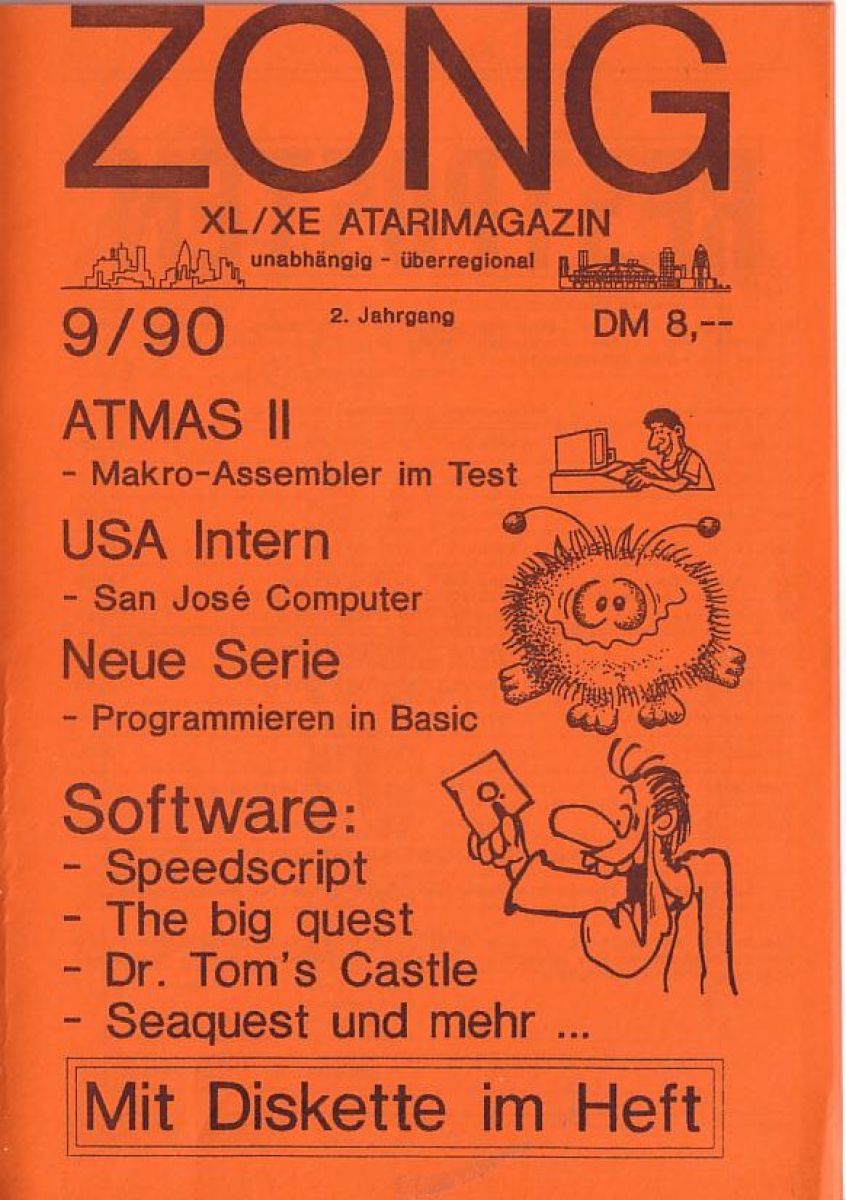 ZONG
XL/XE ATARIMAGAZIN
unabhängig - überregional
9/90 2. Jahrgang DM 8,--
ATMAS II
- Makro-Assembler im Test
USA Intern
- San José Computer
Neue Serie
- Programmieren in Basic
Software:
- Speedscript
- The big quest
- Dr. Tom's Castle
- Seaquest und mehr ...
Mit Diskette im Heft